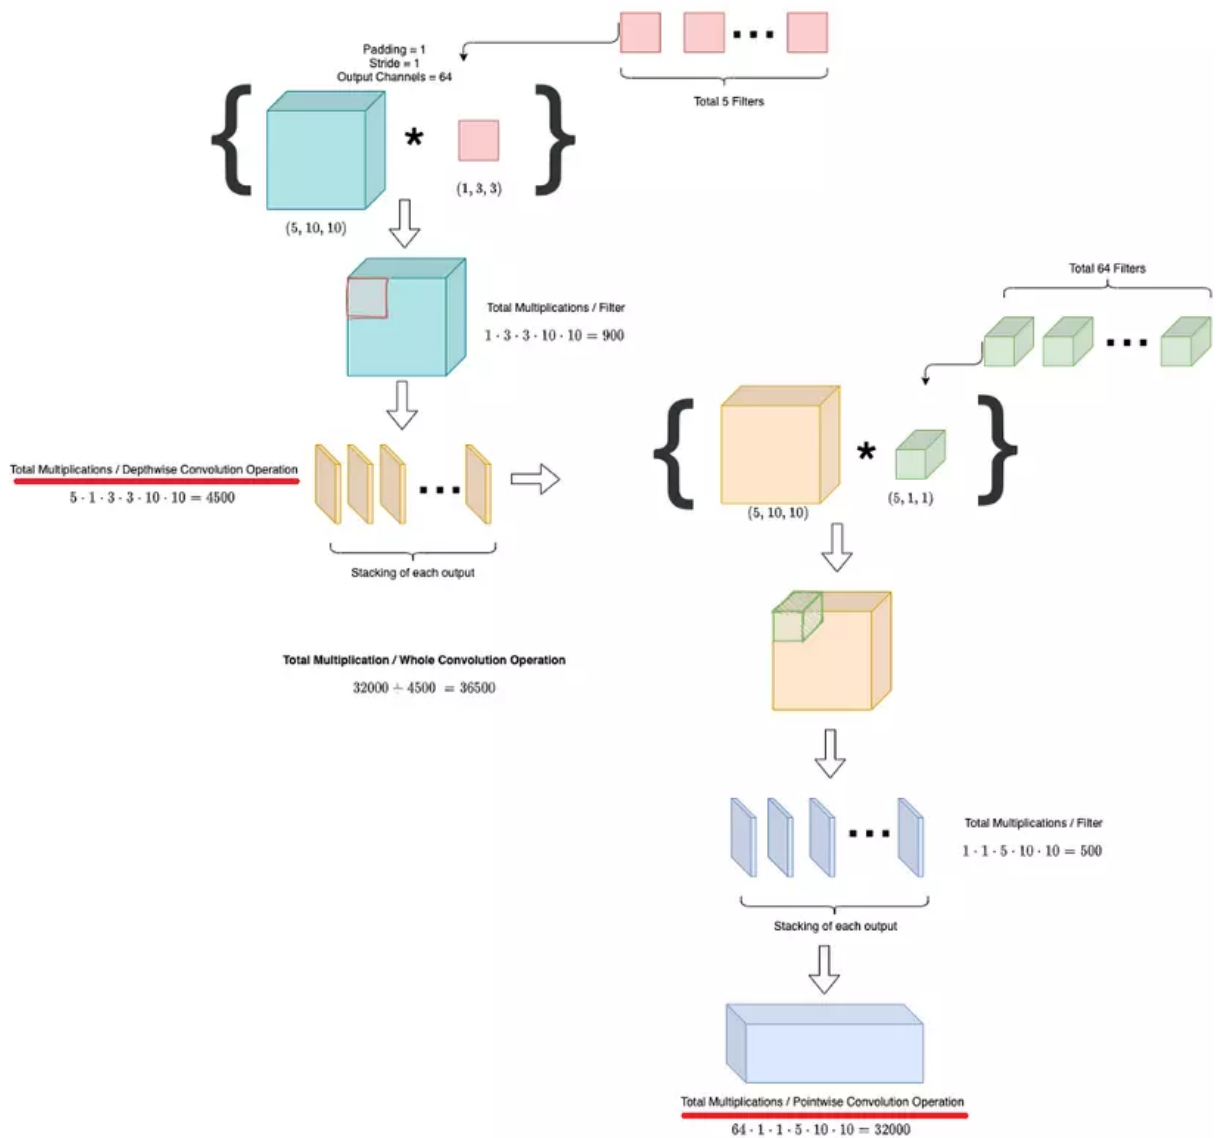 Padding = 1
Stride = 1
Output Channels = 64
Total 5 Filters
{
*
}
(1, 3, 3)
(5, 10, 10)
Total Multiplications / Filter
1 · 3 · 3 · 10 · 10 = 900
Total 64 Filters
{
*
}
(5, 1, 1)
(5, 10, 10)
Total Multiplications / Depthwise Convolution Operation
5 · 1 · 3 · 3 · 10 · 10 = 4500
Stacking of each output
Total Multiplication / Whole Convolution Operation
32000 + 4500 = 36500
Total Multiplications / Filter
1 · 1 · 5 · 10 · 10 = 500
Stacking of each output
Total Multiplications / Pointwise Convolution Operation
64 · 1 · 1 · 5 · 10 · 10 = 32000